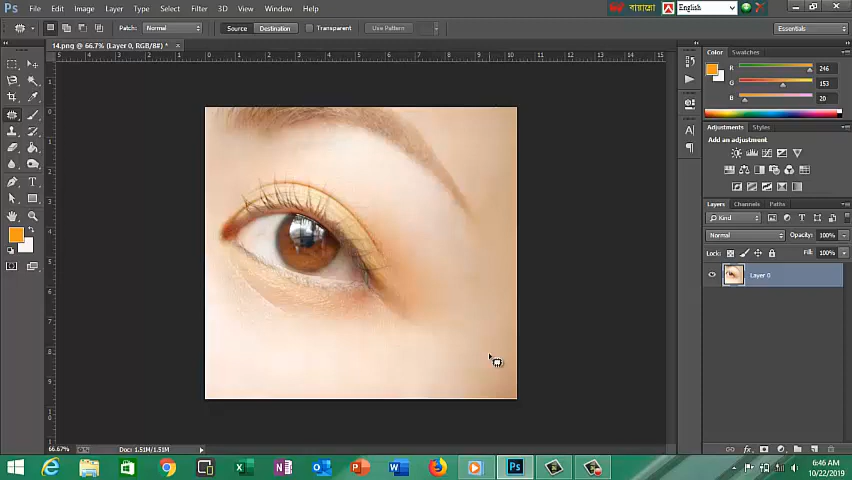 Ps File Edit Image Layer Type Select Filter 3D View Window Help
বায়ান্নো English
Patch: Normal Source Destination Transparent Use Pattern Essentials
14.png @ 66.7% (Layer 0, RGB/8#) * ×
Color Swatches
R 246
G 153
B 20
Adjustments Styles
Add an adjustment
Layers Channels Paths
Kind
Normal Opacity: 100%
Lock: Fill: 100%
Layer 0
66.67% Doc: 1.51M/1.51M
6:46 AM
10/22/2019